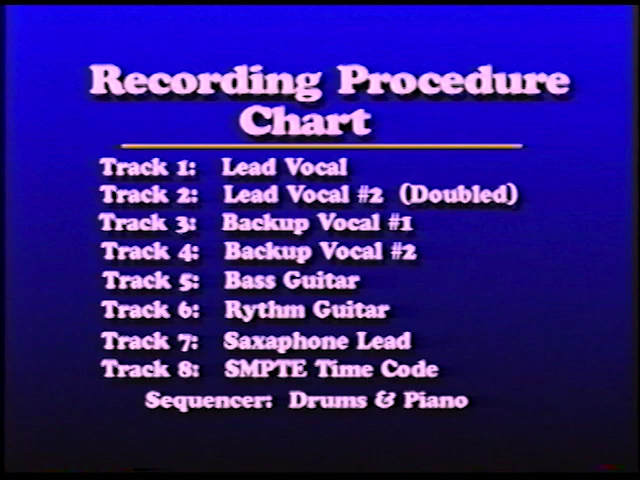 Recording Procedure
Chart
Track 1: Lead Vocal
Track 2: Lead Vocal #2 (Doubled)
Track 3: Backup Vocal #1
Track 4: Backup Vocal #2
Track 5: Bass Guitar
Track 6: Rythm Guitar
Track 7: Saxaphone Lead
Track 8: SMPTE Time Code
Sequencer: Drums & Piano